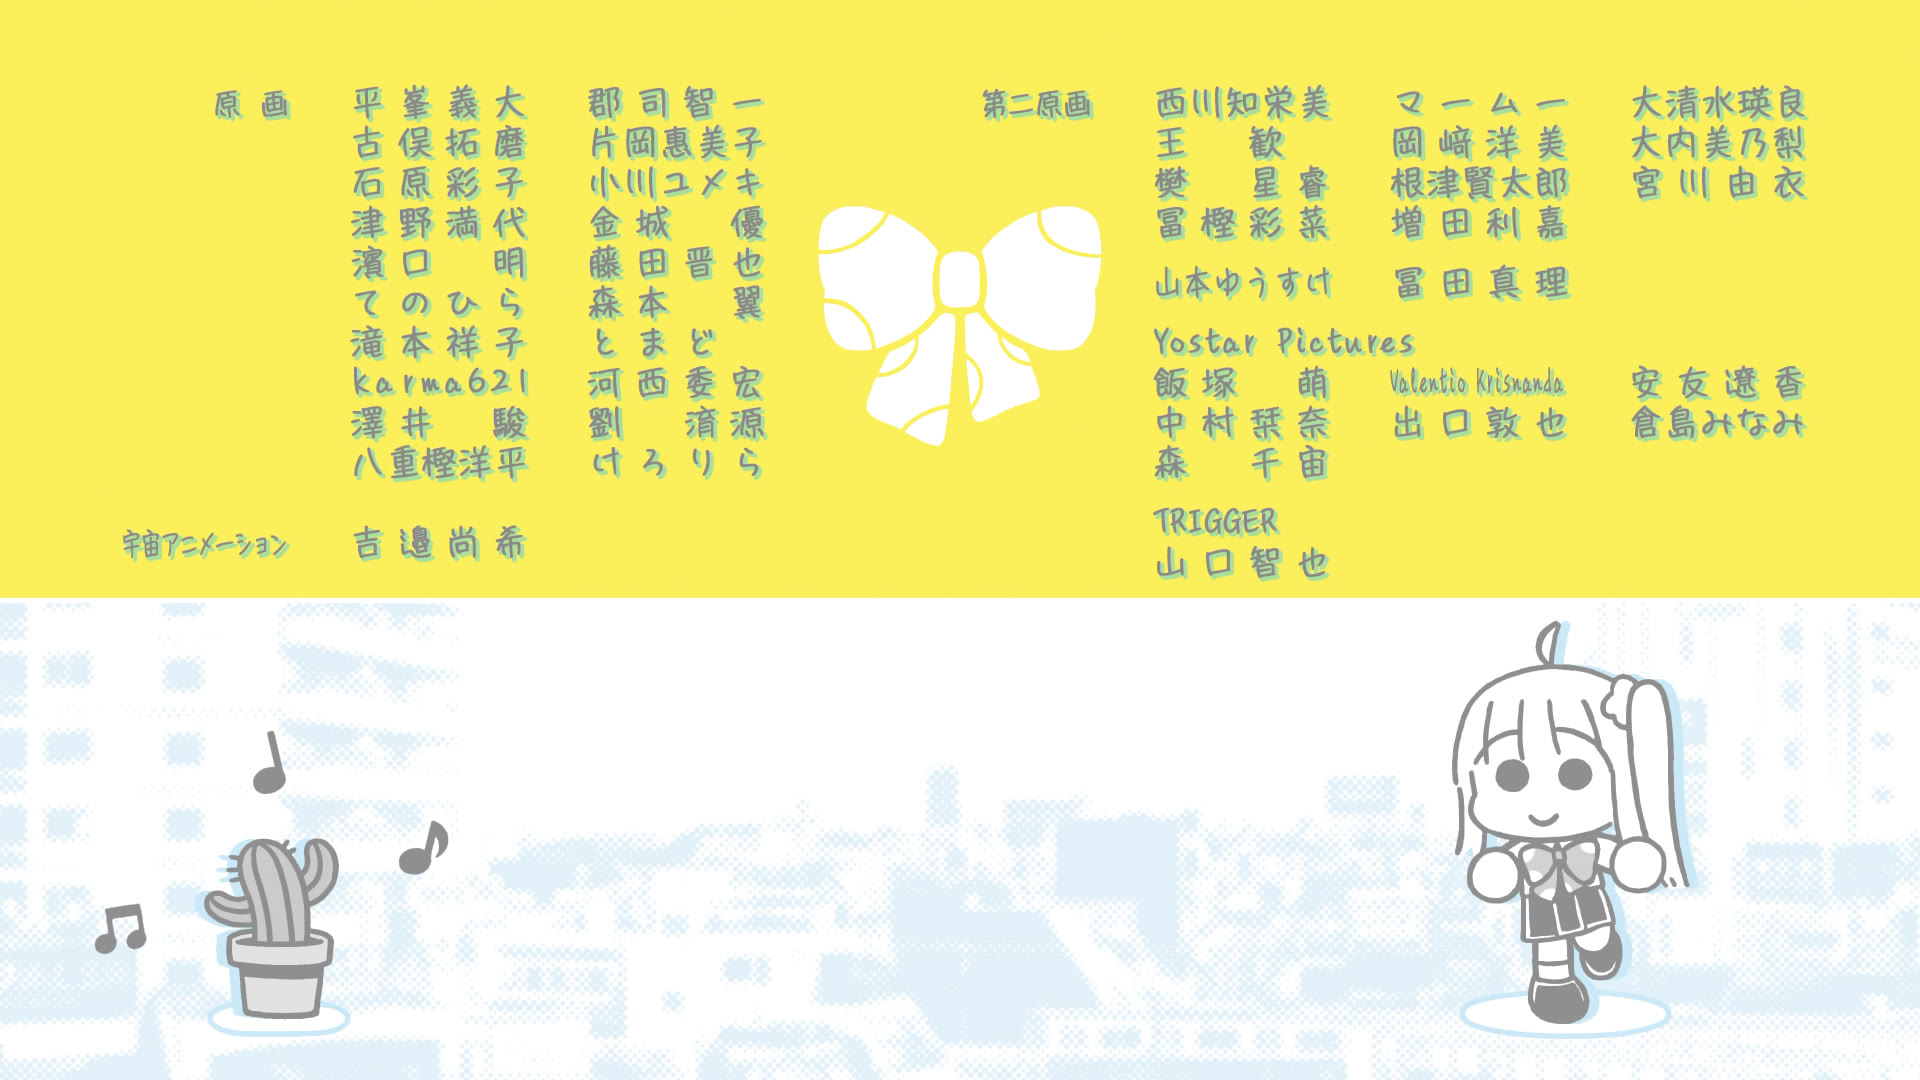 原画
平峯義大 郡司智一
古俣拓磨 片岡恵美子
石原彩子 小川ユメキ
津野満代 金城優
濱口明 藤田晋也
てのひら 森本翼
滝本祥子 とまど
karma621 河西委宏
澤井駿 劉淯源
八重樫洋平 けろりら
宇宙アニメーション
吉邉尚希
第二原画
西川知栄美 マームー 大清水瑛良
王歓 岡﨑洋美 大内美乃梨
樊星睿 根津賢太郎 宮川由衣
冨樫彩菜 増田利嘉
山本ゆうすけ 冨田真理
Yostar Pictures
飯塚萌 Valentio Krisnanda 安友遼香
中村栞奈 出口敦也 倉島みなみ
森千宙
TRIGGER
山口智也